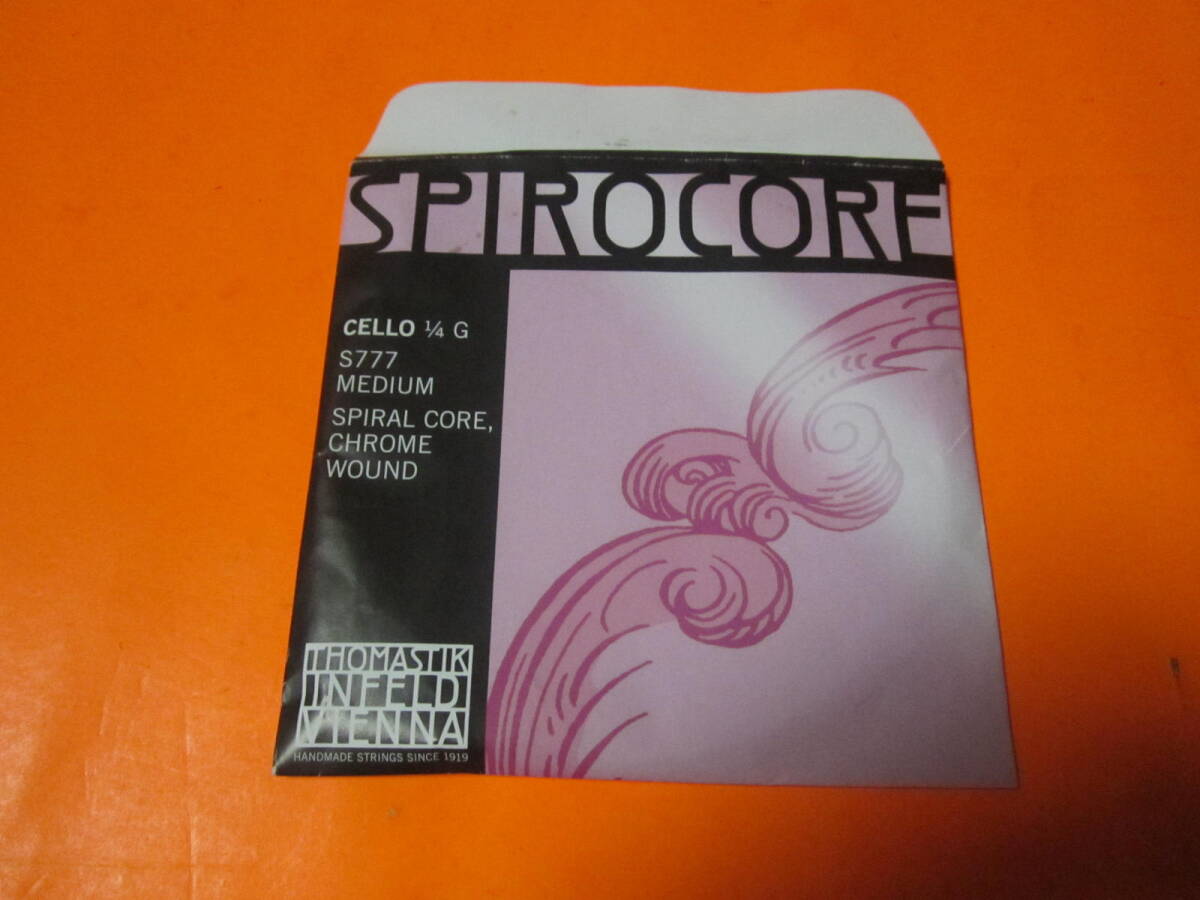 SPIROCORE
CELLO ¼ G
S777
MEDIUM
SPIRAL CORE,
CHROME
WOUND
THOMASTIK
INFELD
VIENNA
HANDMADE STRINGS SINCE 1919